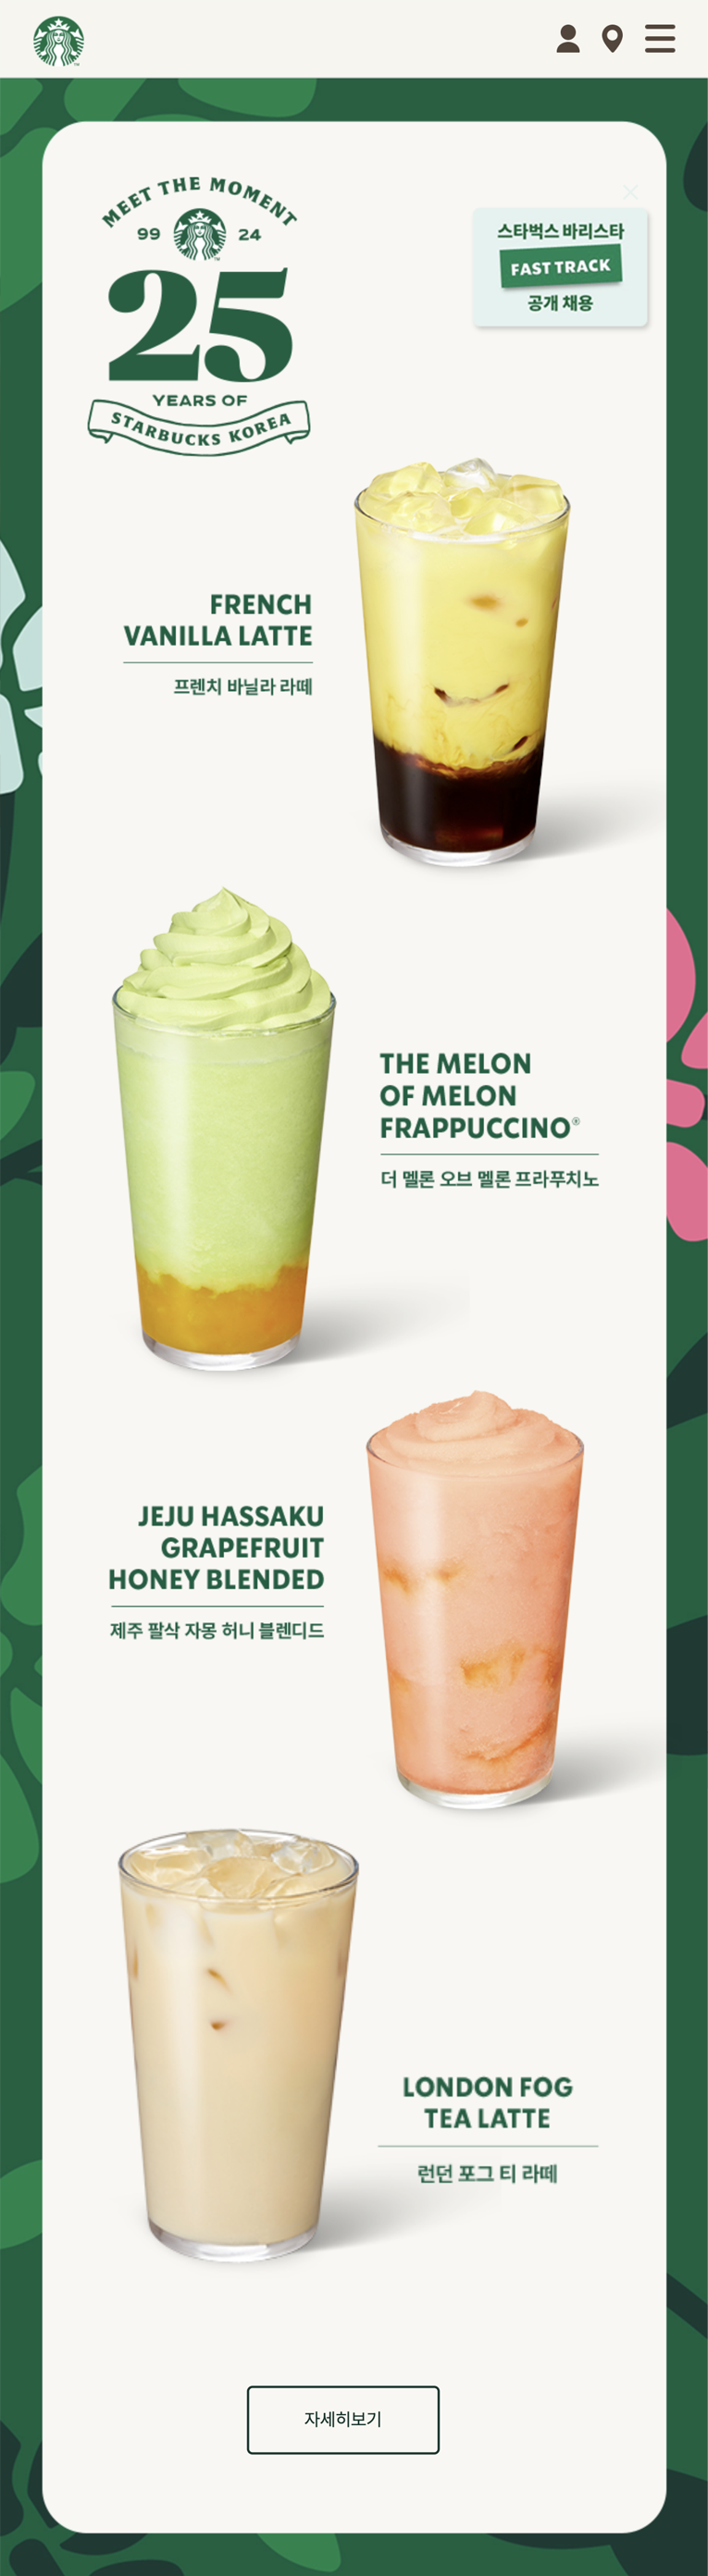 MEET THE MOMENT
99 24
25
YEARS OF
STARBUCKS KOREA
스타벅스 바리스타
FAST TRACK
공개 채용
FRENCH
VANILLA LATTE
프렌치 바닐라 라떼
THE MELON
OF MELON
FRAPPUCCINO®
더 멜론 오브 멜론 프라푸치노
JEJU HASSAKU
GRAPEFRUIT
HONEY BLENDED
제주 팔삭 자몽 허니 블렌디드
LONDON FOG
TEA LATTE
런던 포그 티 라떼
자세히보기